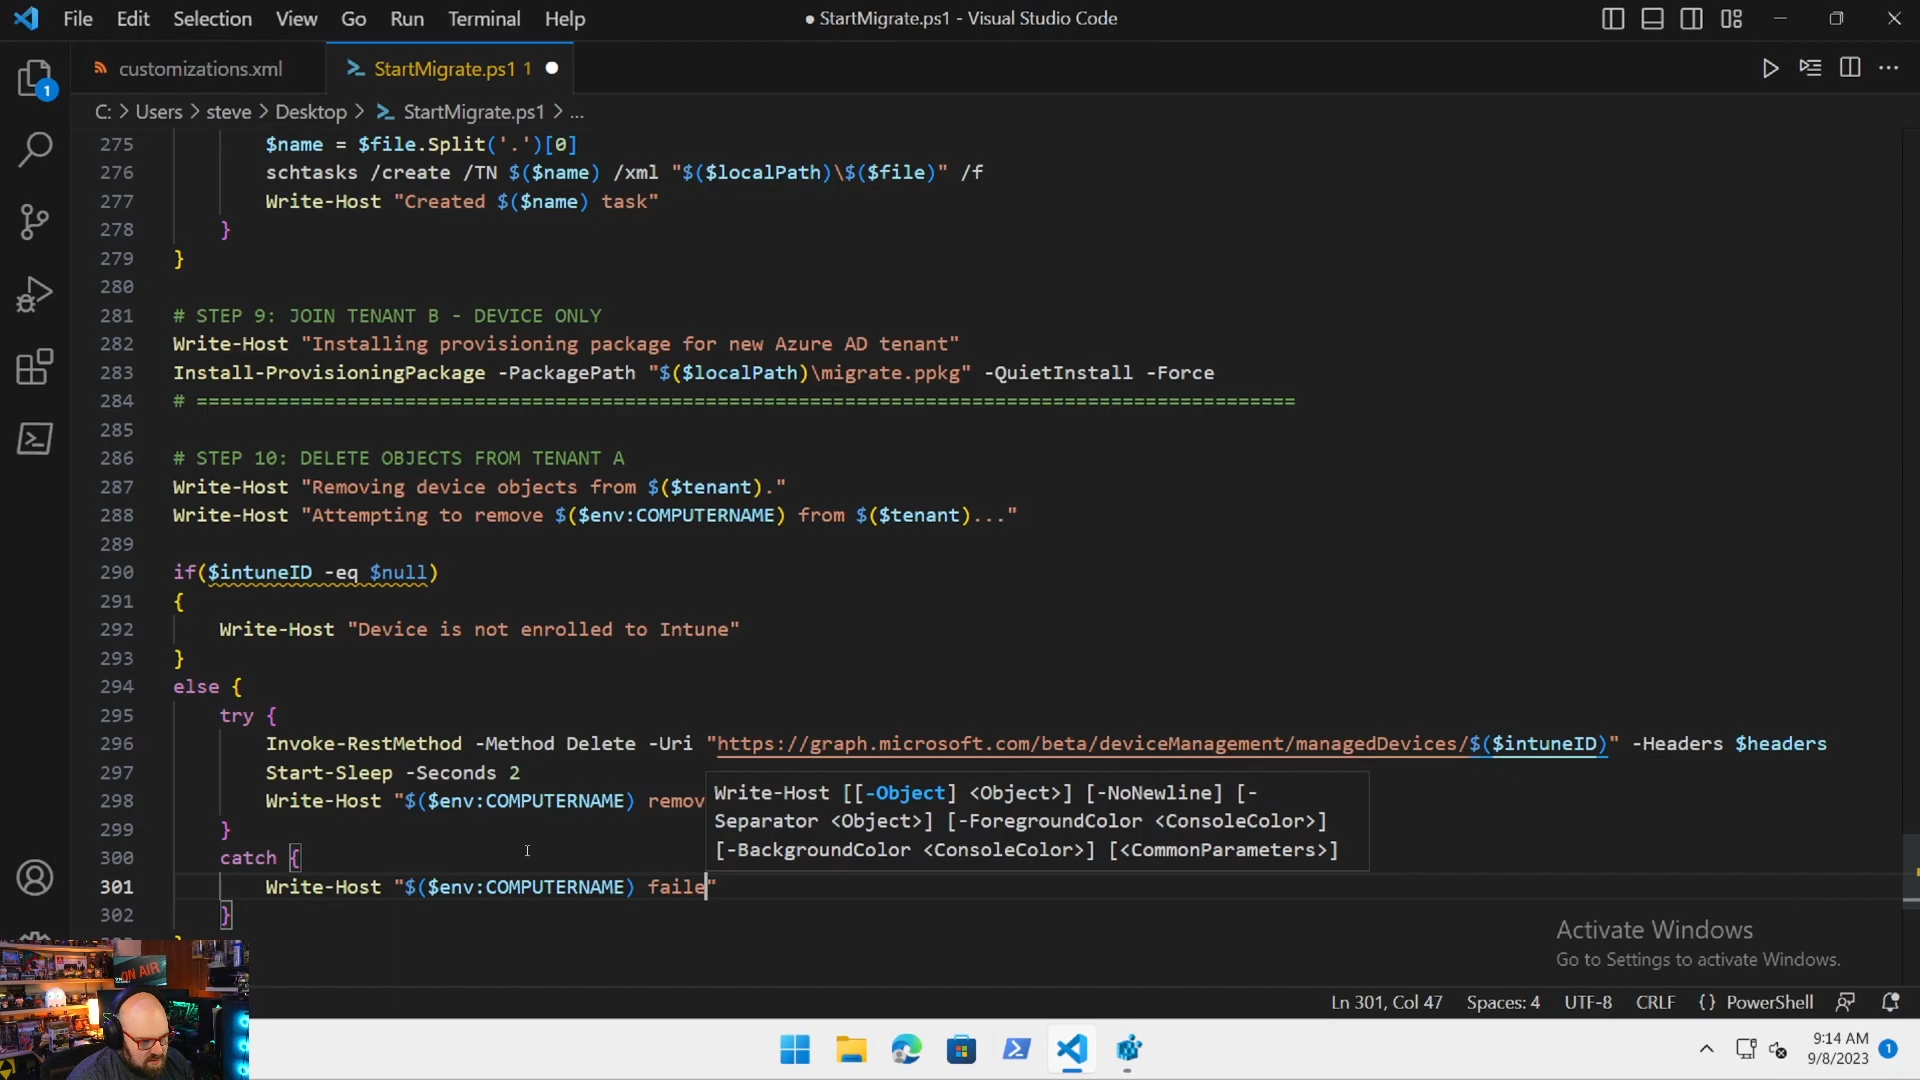 File Edit Selection View Go Run Terminal Help
● StartMigrate.ps1 - Visual Studio Code
customizations.xml
StartMigrate.ps1 1 ●
C: > Users > steve > Desktop > StartMigrate.ps1 > ...
1
275 $name = $file.Split('.')[0]
276 schtasks /create /TN $($name) /xml "$($localPath)\$($file)" /f
277 Write-Host "Created $($name) task"
278 }
279 }
280
281 # STEP 9: JOIN TENANT B - DEVICE ONLY
282 Write-Host "Installing provisioning package for new Azure AD tenant"
283 Install-ProvisioningPackage -PackagePath "$($localPath)\migrate.ppkg" -QuietInstall -Force
284 # ===============================================================================================
285
286 # STEP 10: DELETE OBJECTS FROM TENANT A
287 Write-Host "Removing device objects from $($tenant)."
288 Write-Host "Attempting to remove $($env:COMPUTERNAME) from $($tenant)..."
289
290 if($intuneID -eq $null)
291 {
292 Write-Host "Device is not enrolled to Intune"
293 }
294 else {
295 try {
296 Invoke-RestMethod -Method Delete -Uri "https://graph.microsoft.com/beta/deviceManagement/managedDevices/$($intuneID)" -Headers $headers
297 Start-Sleep -Seconds 2
298 Write-Host "$($env:COMPUTERNAME) remov
299 }
300 catch {
301 Write-Host "$($env:COMPUTERNAME) faile"
302 }
Write-Host [[-Object] <Object>] [-NoNewline] [-
Separator <Object>] [-ForegroundColor <ConsoleColor>]
[-BackgroundColor <ConsoleColor>] [<CommonParameters>]
Activate Windows
Go to Settings to activate Windows.
ON AIR
Ln 301, Col 47 Spaces: 4 UTF-8 CRLF {} PowerShell
9:14 AM
9/8/2023
1